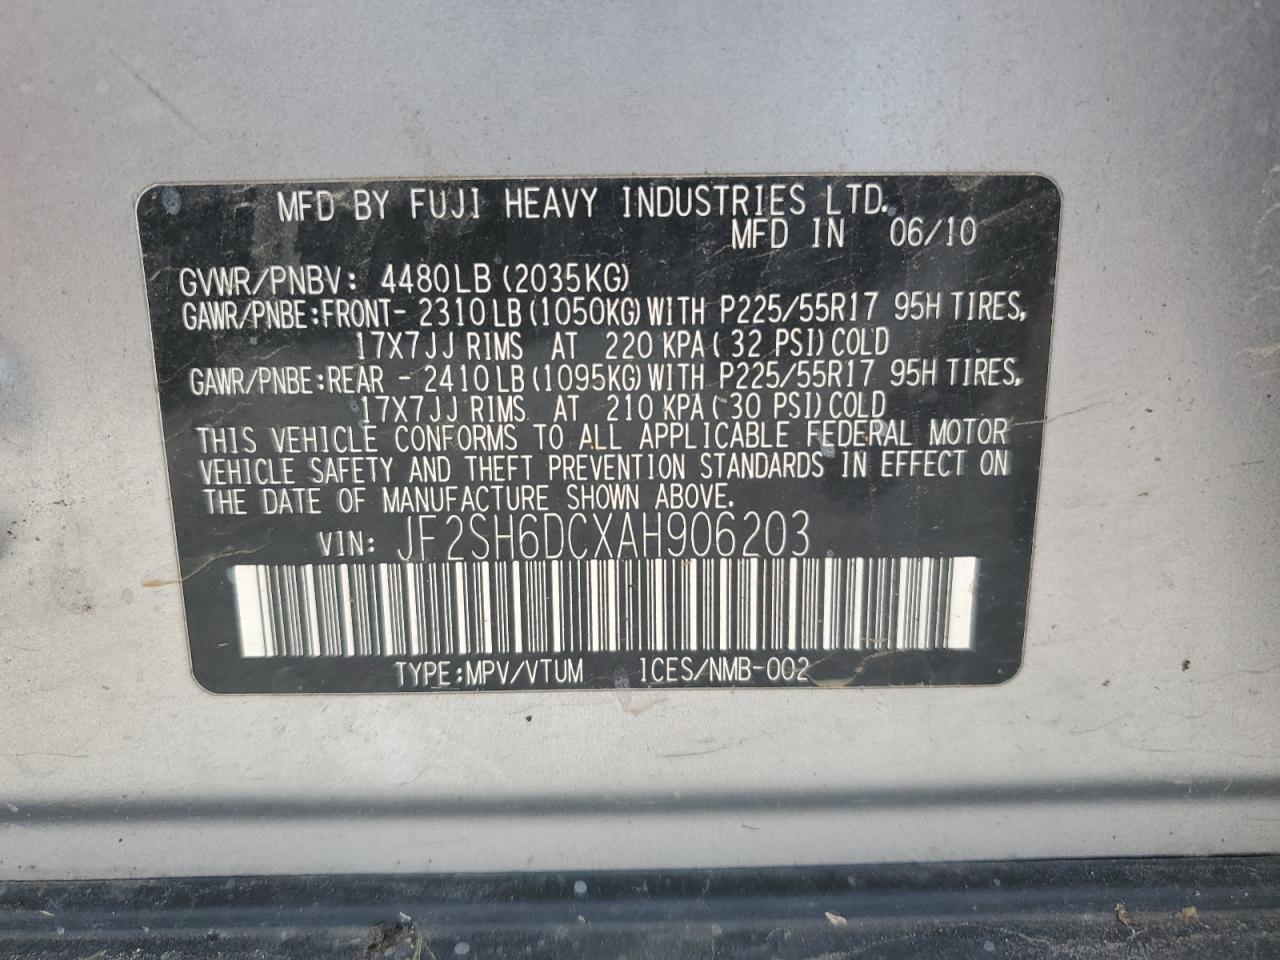 MFD BY FUJI HEAVY INDUSTRIES LTD.
MFD IN 06/10
GVWR/PNBV: 4480LB (2035KG)
GAWR/PNBE:FRONT- 2310LB (1050KG) WITH P225/55R17 95H TIRES,
17X7JJ RIMS AT 220 KPA( 32 PSI) COLD
GAWR/PNBE:REAR - 2410LB (1095KG) WITH P225/55R17 95H TIRES,
17X7JJ RIMS AT 210 KPA( 30 PSI) COLD
THIS VEHICLE CONFORMS TO ALL APPLICABLE FEDERAL MOTOR
VEHICLE SAFETY AND THEFT PREVENTION STANDARDS IN EFFECT ON
THE DATE OF MANUFACTURE SHOWN ABOVE.
VIN: JF2SH6DCXAH906203
TYPE:MPV/VTUM ICES/NMB-002